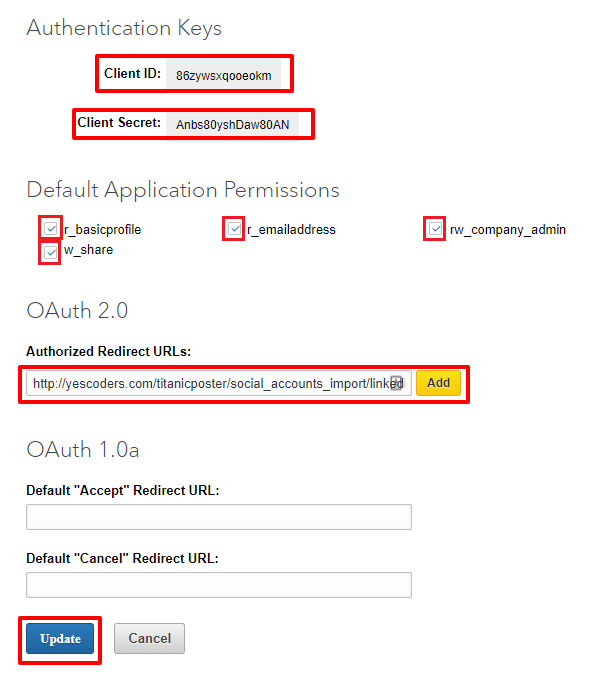 Authentication Keys
Client ID: 86zywsxqooeokm
Client Secret: Anbs80yshDaw80AN
Default Application Permissions
r_basicprofile r_emailaddress rw_company_admin
w_share
OAuth 2.0
Authorized Redirect URLs:
http://yescoders.com/titanicposter/social_accounts_import/linked Add
OAuth 1.0a
Default "Accept" Redirect URL:
Default "Cancel" Redirect URL:
Update Cancel